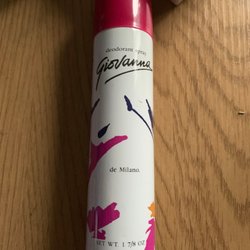 deodorant spray
Giovanna
de Milano.
NET WT. 1 7/8 OZ